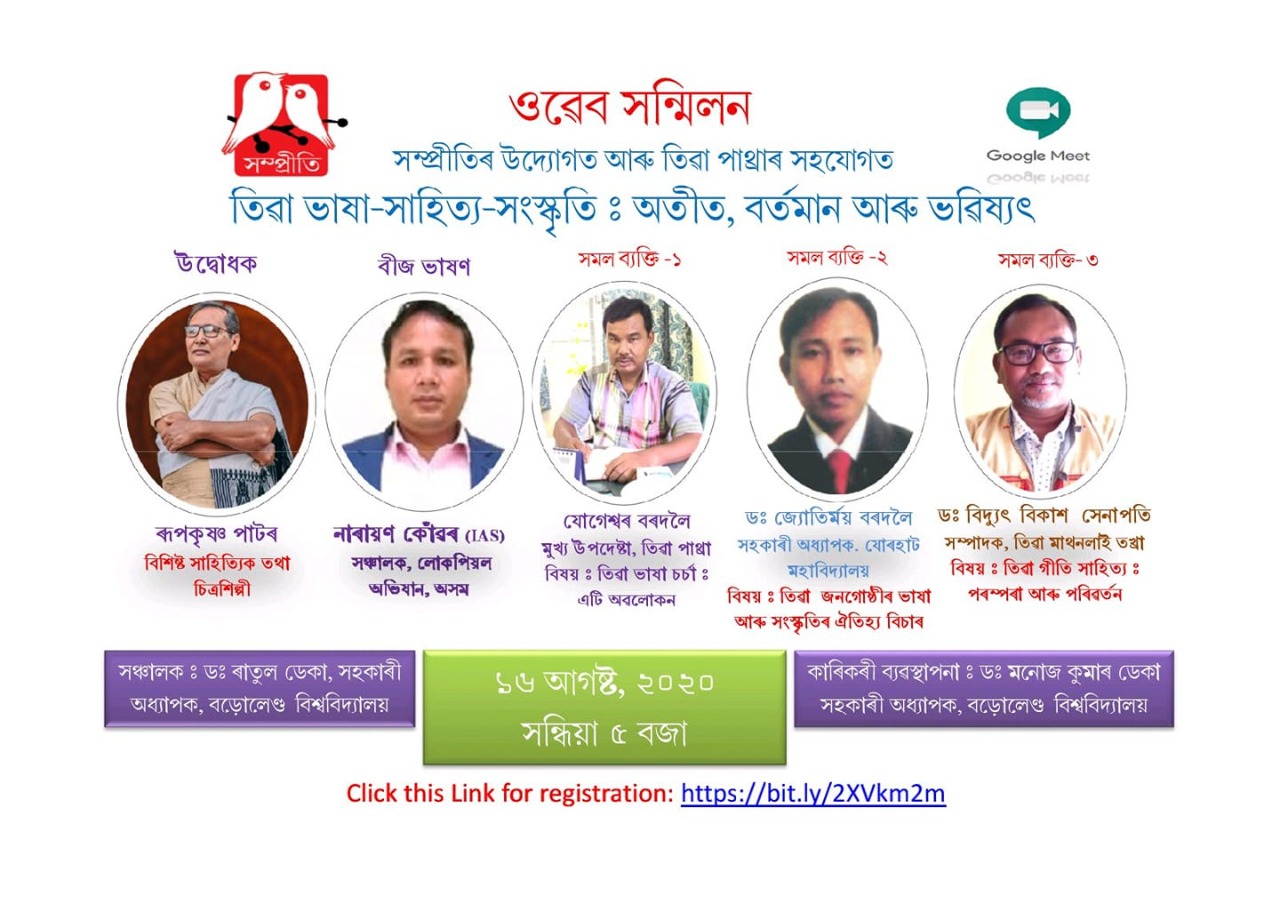 ওৱেব সন্মিলন
সম্প্ৰীতি
সম্প্ৰীতিৰ উদ্যোগত আৰু তিৱা পাথ্ৰাৰ সহযোগত
Google Meet
তিৱা ভাষা-সাহিত্য-সংস্কৃতি ঃ অতীত, বৰ্তমান আৰু ভৱিষ্যৎ
উদ্বোধক
বীজ ভাষণ
সমল ব্যক্তি -১
সমল ব্যক্তি -২
সমল ব্যক্তি- ৩
ৰূপকৃষ্ণ পাটৰ
বিশিষ্ট সাহিত্যিক তথা
চিত্ৰশিল্পী
নাৰায়ণ কোঁৱৰ (IAS)
সঞ্চালক, লোকপিয়ল
অভিযান, অসম
যোগেশ্বৰ বৰদলৈ
মুখ্য উপদেষ্টা, তিৱা পাথ্ৰা
বিষয় ঃ তিৱা ভাষা চৰ্চা ঃ
এটি অবলোকন
ডঃ জ্যোতিৰ্ময় বৰদলৈ
সহকাৰী অধ্যাপক. যোৰহাট
মহাবিদ্যালয়
বিষয় ঃ তিৱা জনগোষ্ঠীৰ ভাষা
আৰু সংস্কৃতিৰ ঐতিহ্য বিচাৰ
ডঃ বিদ্যুৎ বিকাশ সেনাপতি
সম্পাদক, তিৱা মাথনলাই তখ্ৰা
বিষয় ঃ তিৱা গীতি সাহিত্য ঃ
পৰম্পৰা আৰু পৰিৱৰ্তন
সঞ্চালক ঃ ডঃ ৰাতুল ডেকা, সহকাৰী
অধ্যাপক, বড়োলেণ্ড বিশ্ববিদ্যালয়
১৬ আগষ্ট, ২০২০
সন্ধিয়া ৫ বজা
কাৰিকৰী ব্যৱস্থাপনা ঃ ডঃ মনোজ কুমাৰ ডেকা
সহকাৰী অধ্যাপক, বড়োলেণ্ড বিশ্ববিদ্যালয়
Click this Link for registration: https://bit.ly/2XVkm2m